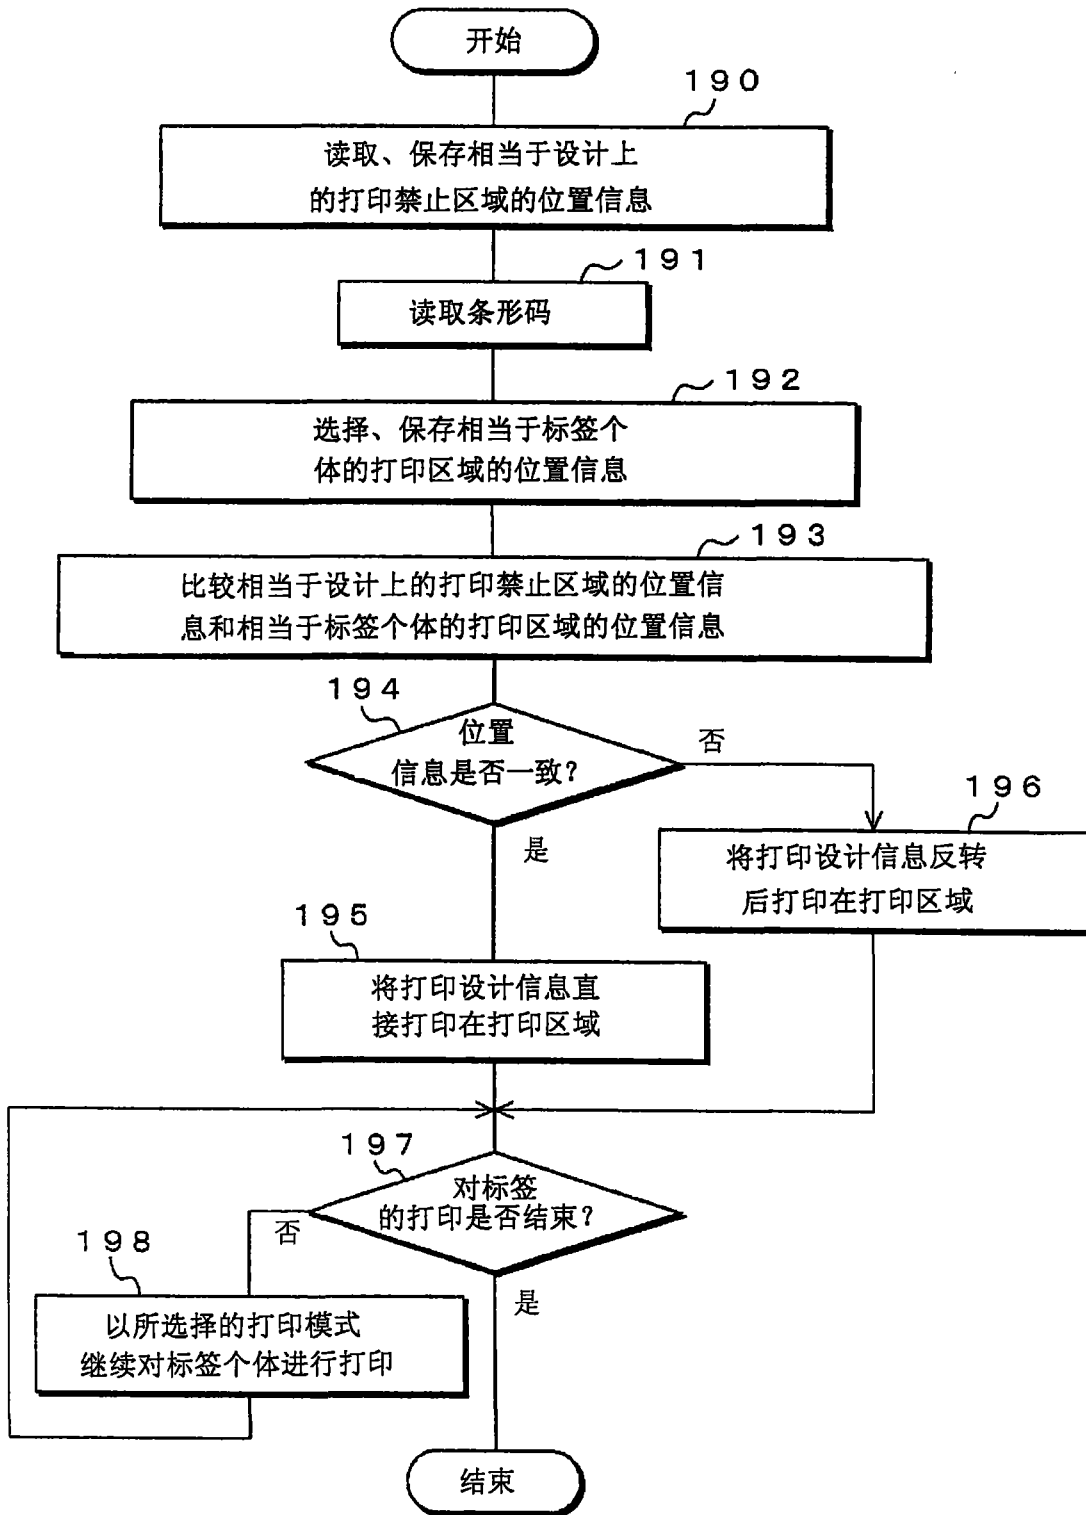 开始
190
读取、保存相当于设计上
的打印禁止区域的位置信息
191
读取条形码
192
选择、保存相当于标签个
体的打印区域的位置信息
193
比较相当于设计上的打印禁止区域的位置信
息和相当于标签个体的打印区域的位置信息
194
位置
信息是否一致？
否
是
196
将打印设计信息反转
后打印在打印区域
195
将打印设计信息直
接打印在打印区域
197
对标签
的打印是否结束？
否
是
198
以所选择的打印模式
继续对标签个体进行打印
结束